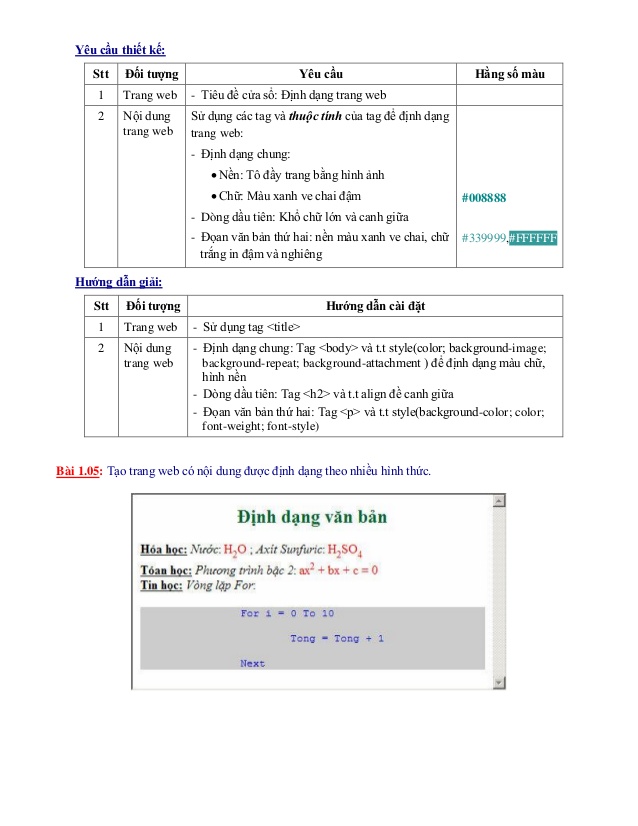 Yêu cầu thiết kế:
Stt Đối tượng Yêu cầu Hằng số màu
1 Trang web - Tiêu đề cửa sổ: Định dạng trang web
2 Nội dung trang web Sử dụng các tag và thuộc tính của tag để định dạng
trang web:
- Định dạng chung:
• Nền: Tô đầy trang bằng hình ảnh
• Chữ: Màu xanh ve chai đậm #008888
- Dòng đầu tiên: Khổ chữ lớn và canh giữa
- Đọan văn bản thứ hai: nền màu xanh ve chai, chữ #339999,#FFFFFF
trắng in đậm và nghiêng
Hướng dẫn giải:
Stt Đối tượng Hướng dẫn cài đặt
1 Trang web - Sử dụng tag <title>
2 Nội dung trang web - Định dạng chung: Tag <body> và t.t style(color; background-image;
background-repeat; background-attachment ) để định dạng màu chữ,
hình nền
- Dòng đầu tiên: Tag <h2> và t.t align để canh giữa
- Đọan văn bản thứ hai: Tag <p> và t.t style(background-color; color;
font-weight; font-style)
Bài 1.05: Tạo trang web có nội dung được định dạng theo nhiều hình thức.
Định dạng văn bản
Hóa học: Nước: H2O ; Axít Sunfuric: H2SO4
Tóan học: Phương trình bậc 2: ax2 + bx + c = 0
Tin học: Vòng lặp For:
For i = 0 To 10
Tong = Tong + 1
Next